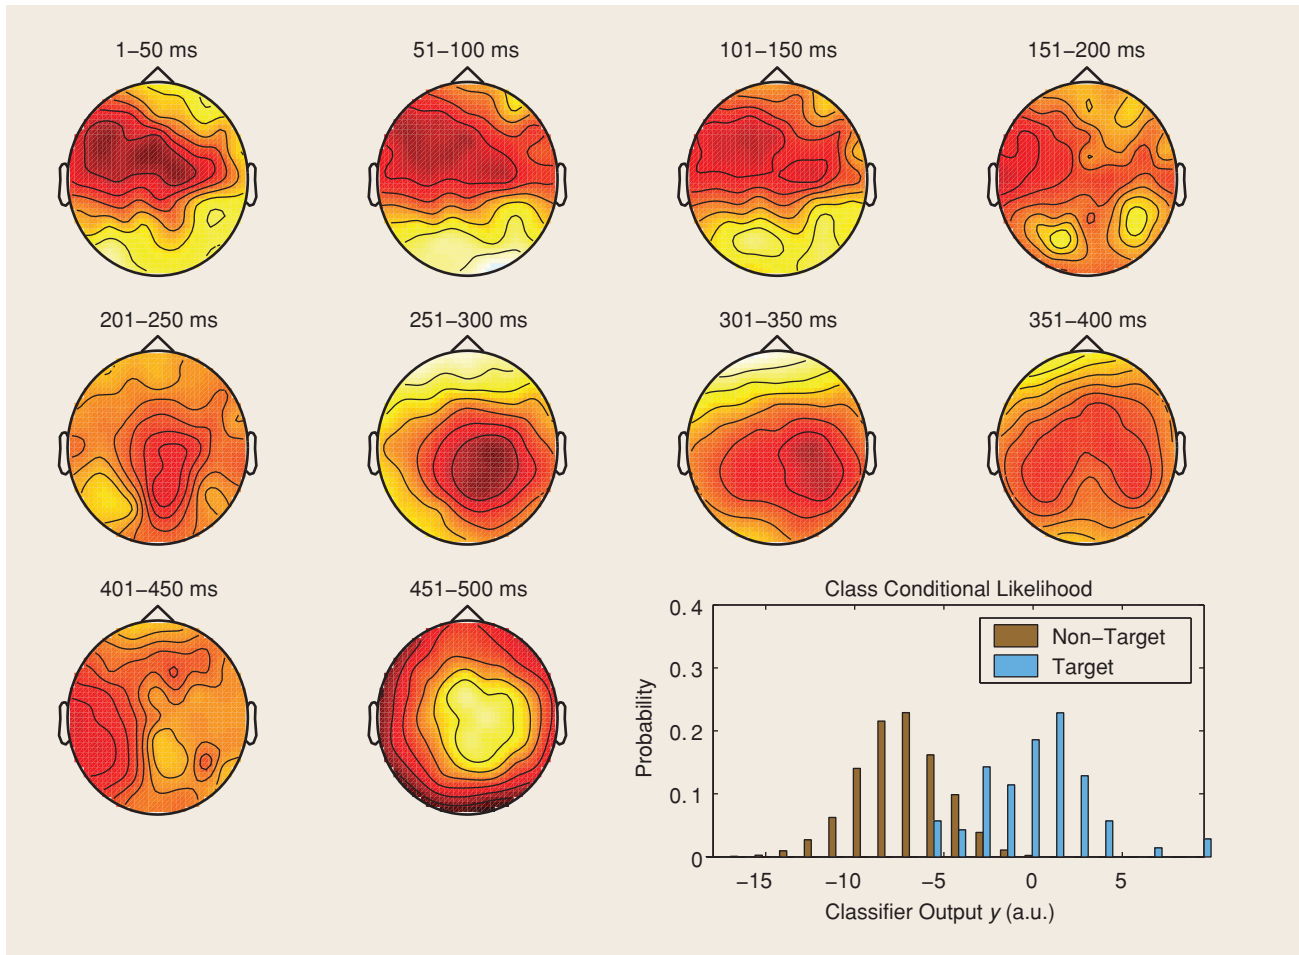 1–50 ms
51–100 ms
101–150 ms
151–200 ms
201–250 ms
251–300 ms
301–350 ms
351–400 ms
401–450 ms
451–500 ms
Class Conditional Likelihood
0.4
0.3
0.2
0.1
0
Probability
Non–Target
Target
–15 –10 –5 0 5
Classifier Output y (a.u.)